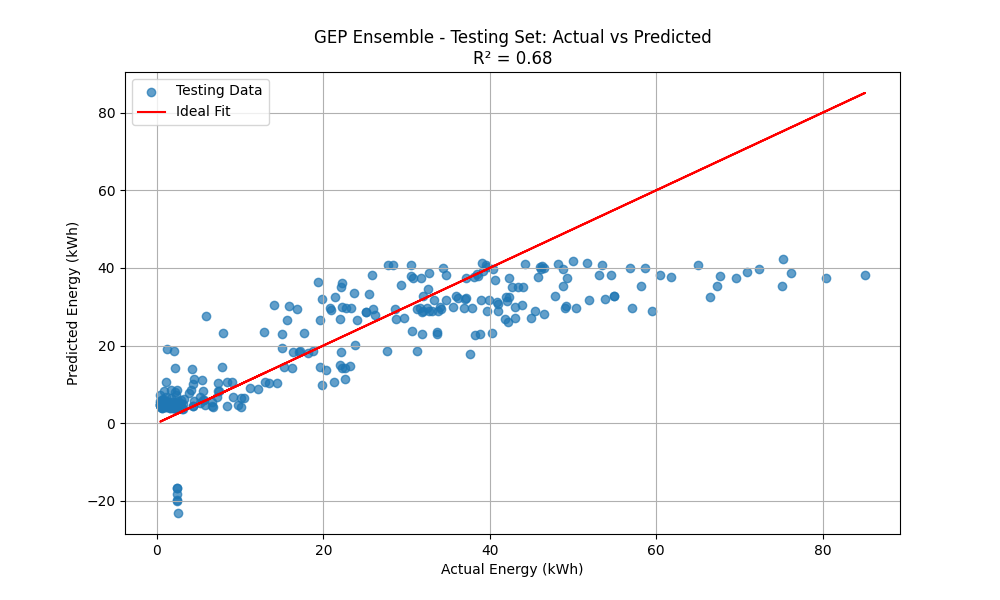 GEP Ensemble - Testing Set: Actual vs Predicted
R² = 0.68
Testing Data
Ideal Fit
Predicted Energy (kWh)
80
60
40
20
0
−20
0 20 40 60 80
Actual Energy (kWh)